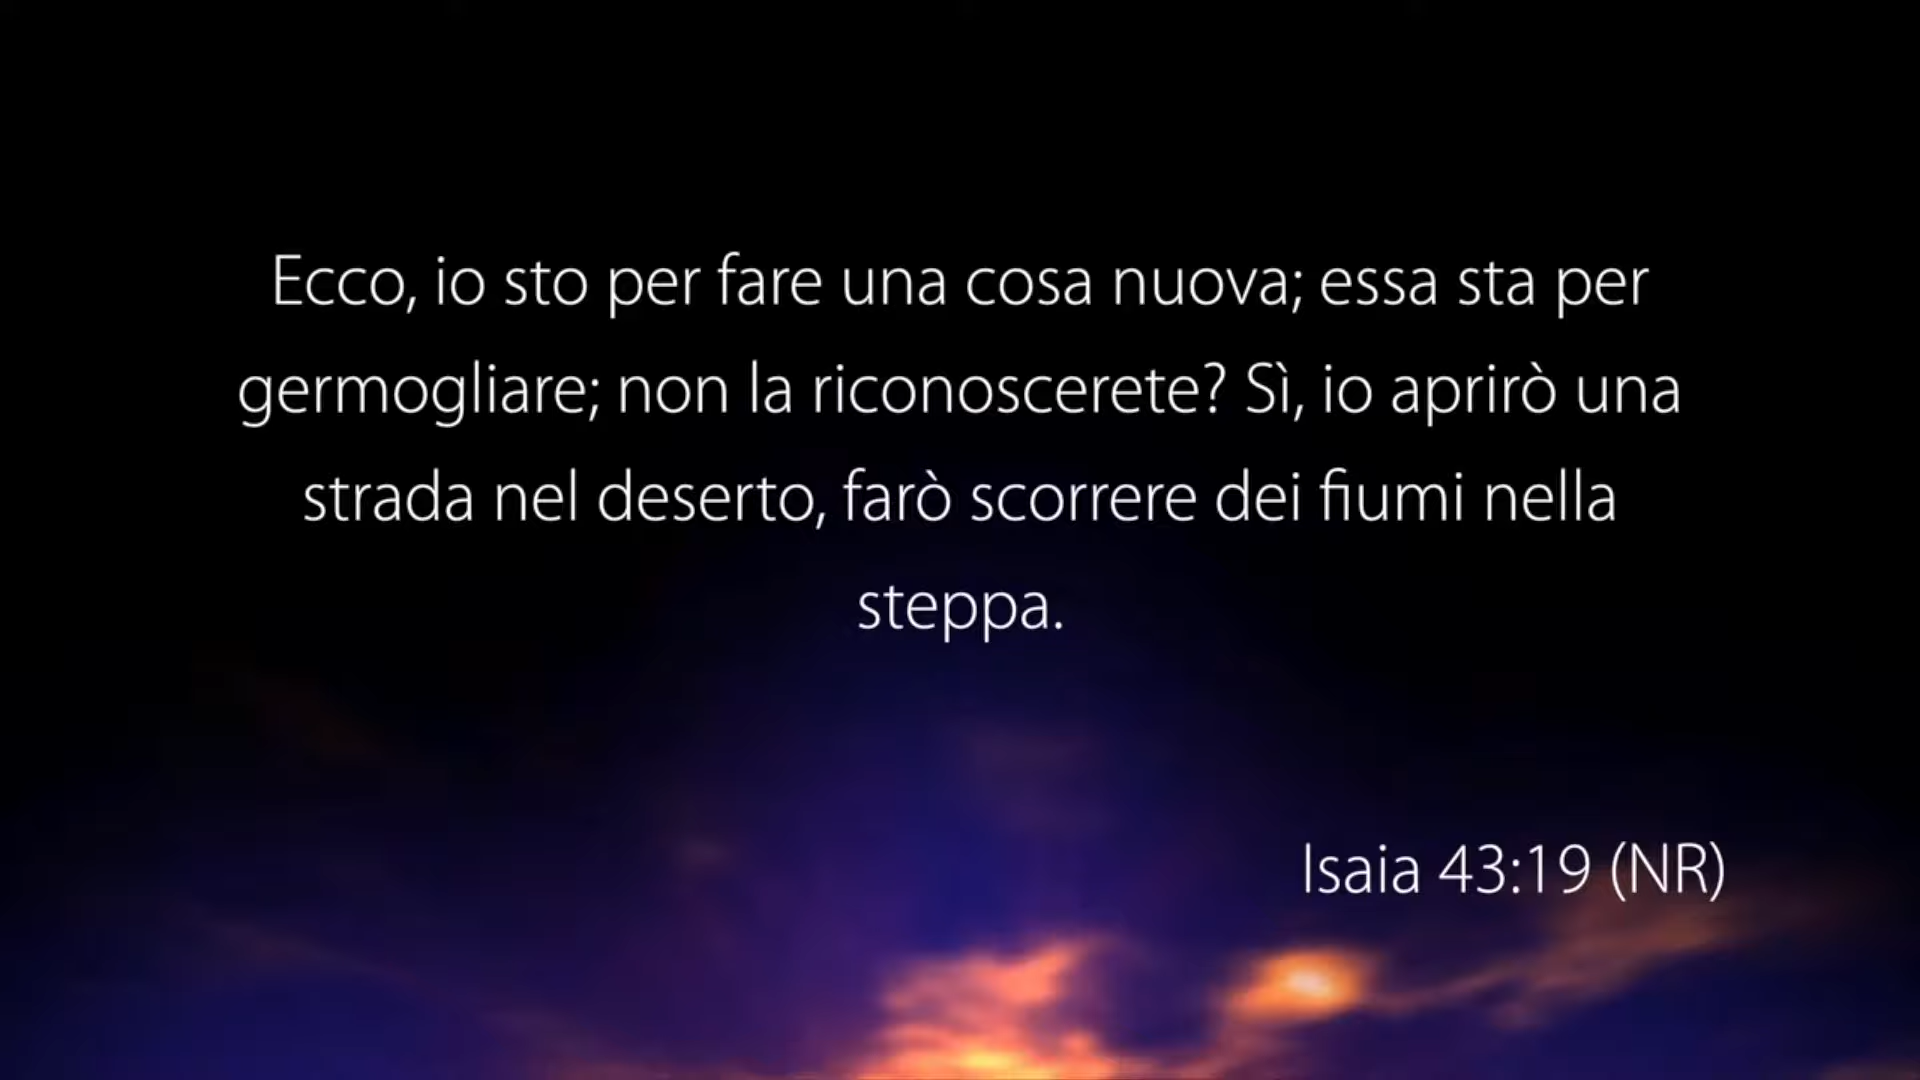 Ecco, io sto per fare una cosa nuova; essa sta per
germogliare; non la riconoscerete? Sì, io aprirò una
strada nel deserto, farò scorrere dei fiumi nella
steppa.
Isaia 43:19 (NR)